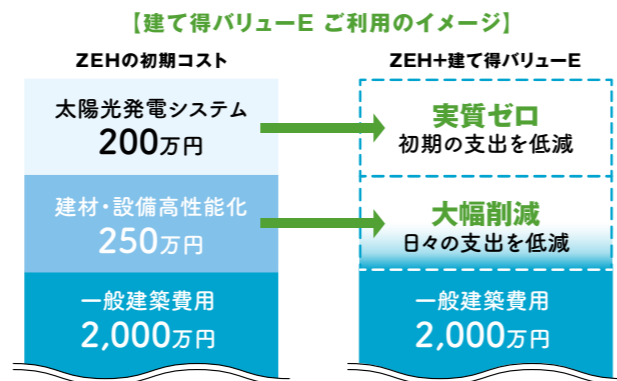 【建て得バリューE ご利用のイメージ】
ZEHの初期コスト
太陽光発電システム
200万円
建材・設備高性能化
250万円
一般建築費用
2,000万円
ZEH+建て得バリューE
実質ゼロ
初期の支出を低減
大幅削減
日々の支出を低減
一般建築費用
2,000万円